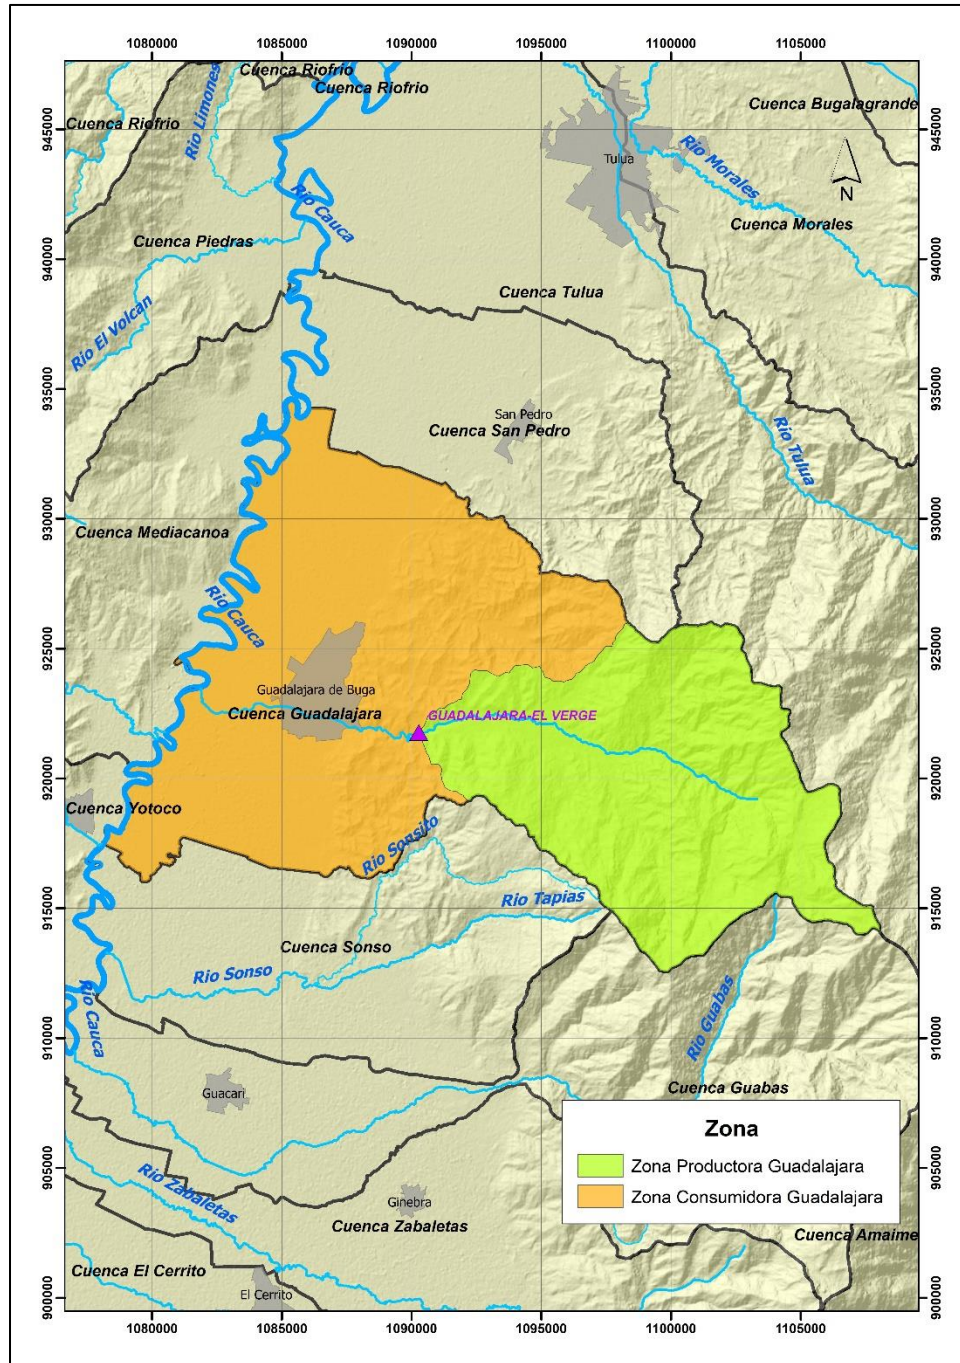 1080000 1085000 1090000 1095000 1100000 1105000
Cuenca Riofrio
Cuenca Riofrio
Cuenca Riofrio
Rio Limones
Cuenca Bugalagrande
945000 945000
Tulua
Rio Morales
N
Rio Cauca
Cuenca Morales
Cuenca Piedras
940000 940000
Cuenca Tulua
Rio El Volcan
935000 935000
San Pedro
Cuenca San Pedro
Rio Tulua
930000 930000
Cuenca Mediacanoa
Rio Cauca
925000 925000
Guadalajara de Buga
Cuenca Guadalajara
GUADALAJARA-EL VERGE
920000 920000
Cuenca Yotoco
Rio Sonsito
915000 915000
Rio Tapias
Cuenca Sonso
Rio Sonso
Rio Cauca
Rio Guabas
910000 910000
Cuenca Guabas
Guacari
Zona
Zona Productora Guadalajara
Zona Consumidora Guadalajara
905000 905000
Rio Zabaletas
Ginebra
Cuenca Zabaletas
Cuenca Amaime
Cuenca El Cerrito
El Cerrito
900000 900000
1080000 1085000 1090000 1095000 1100000 1105000